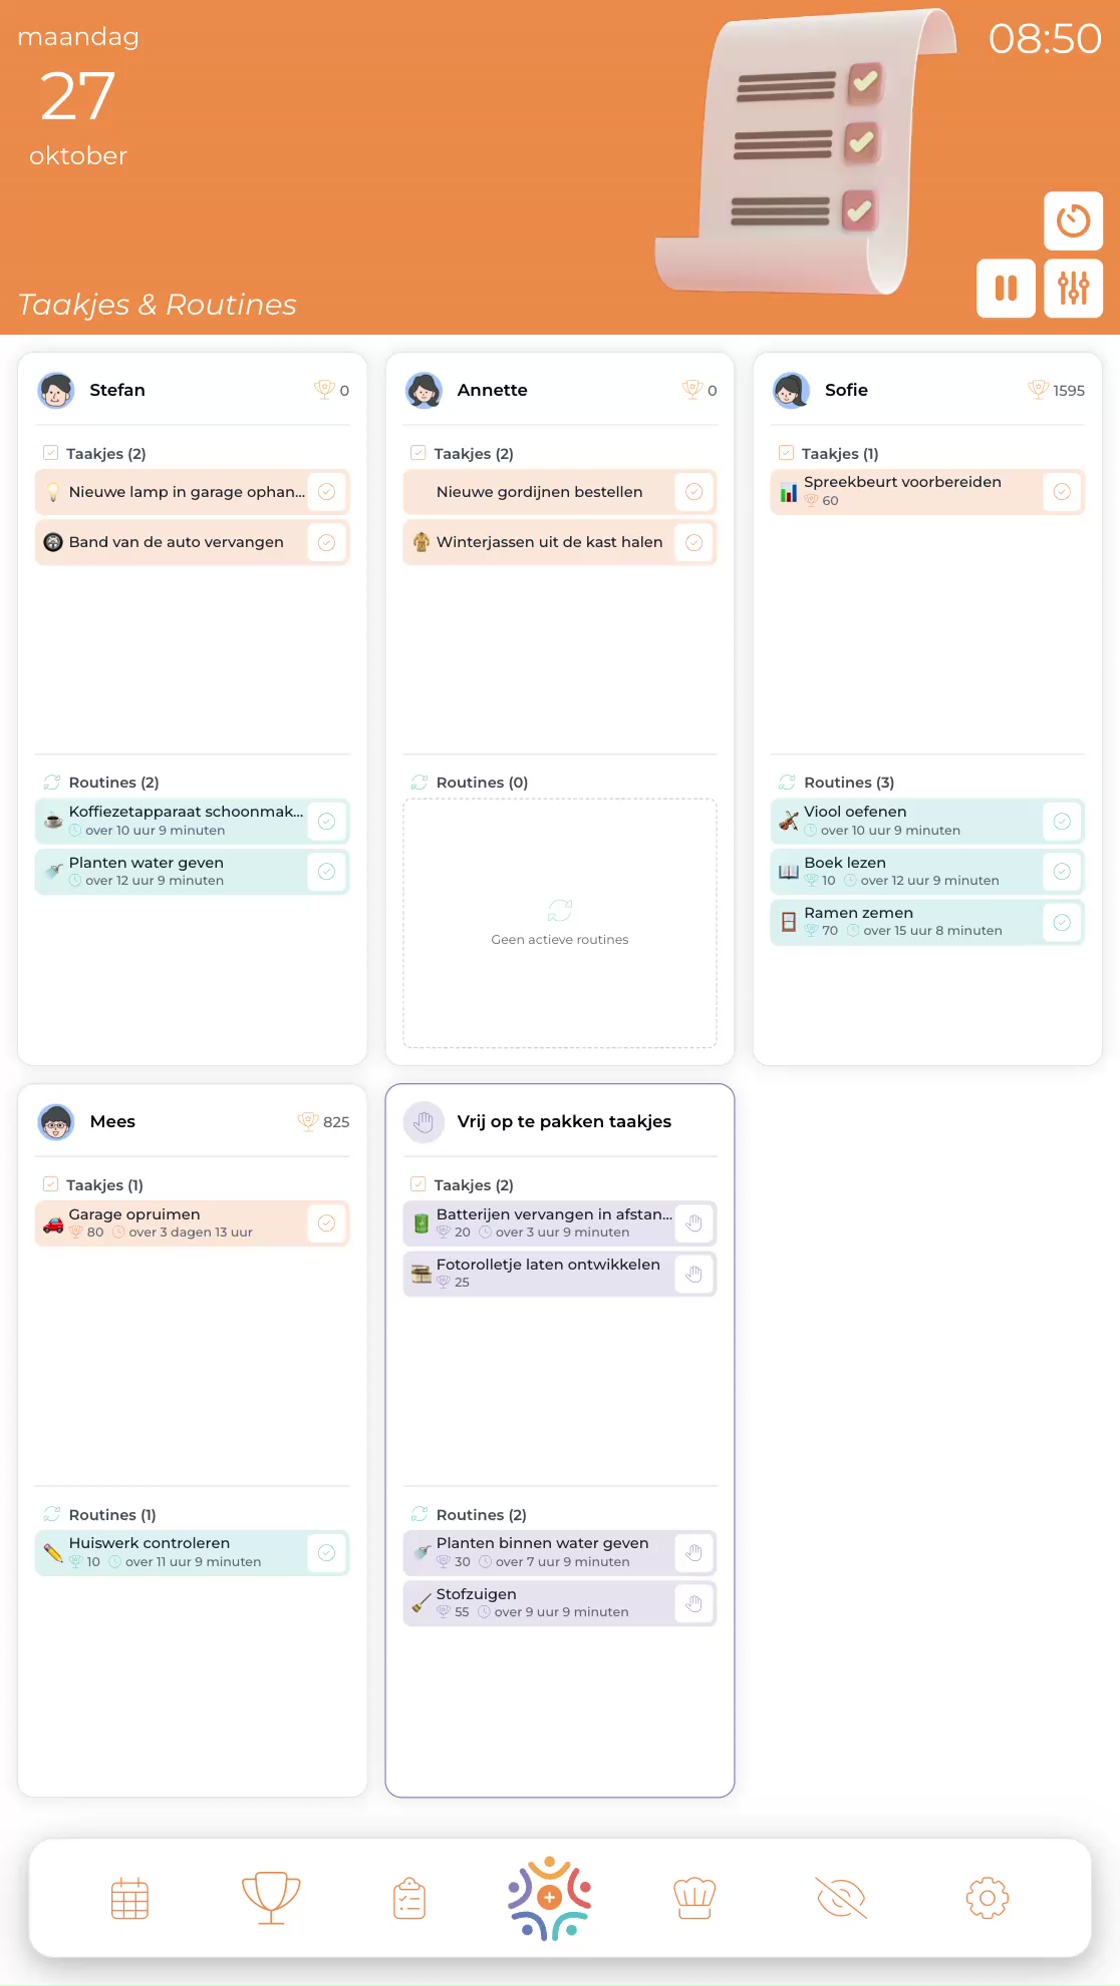 maandag
27
oktober
08:50
Taakjes & Routines
Stefan
0
Taakjes (2)
Nieuwe lamp in garage ophan...
Band van de auto vervangen
Routines (2)
Koffiezetapparaat schoonmak...
over 10 uur 9 minuten
Planten water geven
over 12 uur 9 minuten
Annette
0
Taakjes (2)
Nieuwe gordijnen bestellen
Winterjassen uit de kast halen
Routines (0)
Geen actieve routines
Sofie
1595
Taakjes (1)
Spreekbeurt voorbereiden
60
Routines (3)
Viool oefenen
over 10 uur 9 minuten
Boek lezen
10 over 12 uur 9 minuten
Ramen zemen
70 over 15 uur 8 minuten
Mees
825
Taakjes (1)
Garage opruimen
80 over 3 dagen 13 uur
Routines (1)
Huiswerk controleren
10 over 11 uur 9 minuten
Vrij op te pakken taakjes
Taakjes (2)
Batterijen vervangen in afstan...
20 over 3 uur 9 minuten
Fotorolletje laten ontwikkelen
25
Routines (2)
Planten binnen water geven
30 over 7 uur 9 minuten
Stofzuigen
55 over 9 uur 9 minuten